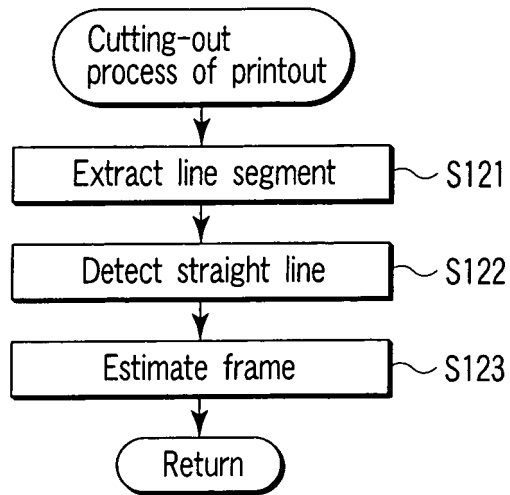 Cutting-out
process of printout
Extract line segment
S121
Detect straight line
S122
Estimate frame
S123
Return